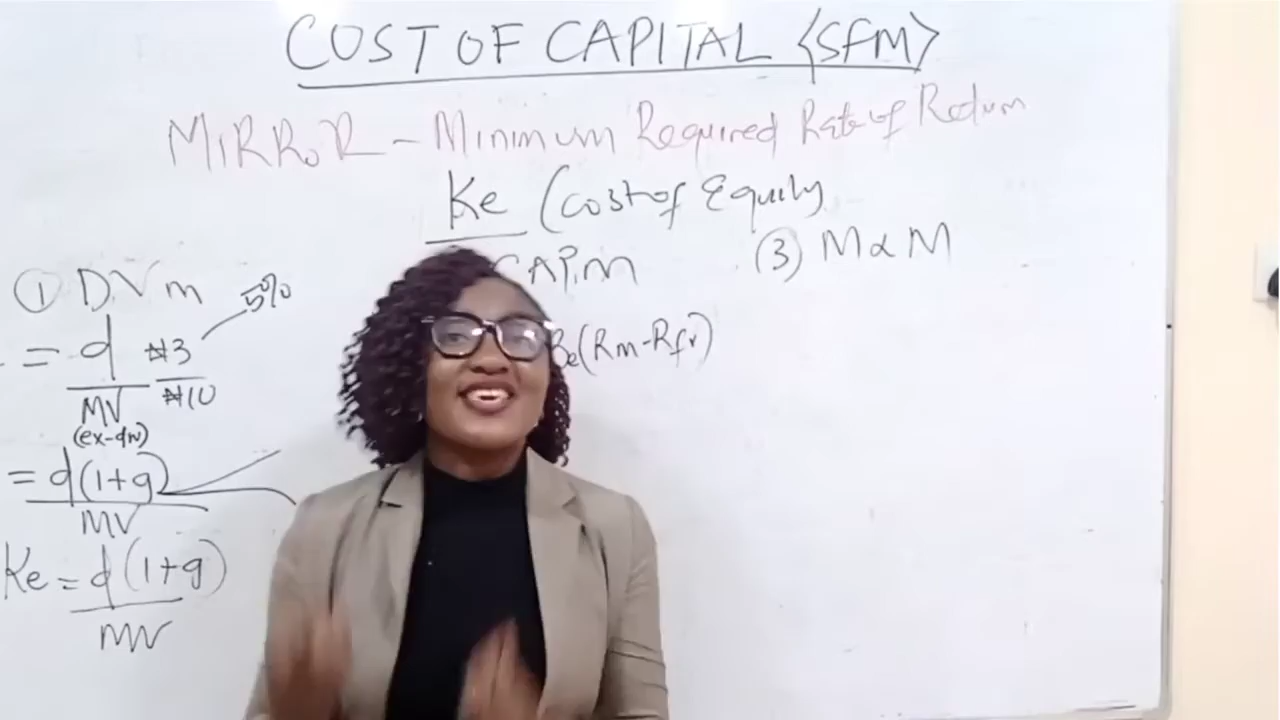 COST OF CAPITAL <SFM>
MIRROR - Minimum Required Rate of Return
Ke (Cost of Equity
① DVm
5%
= d ₦3
MV ₦10
(ex-div)
= d(1+g)
MV
Ke = d(1+g)
MV
CAPM
Be(Rm-Rfr)
(3) M & M